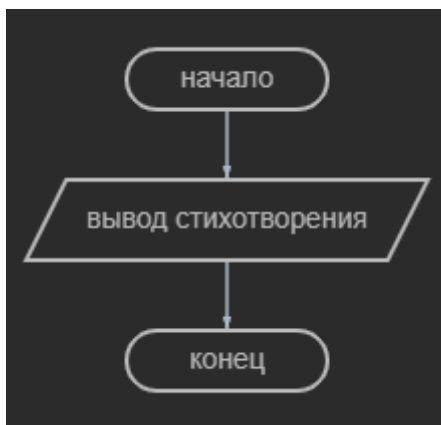 начало
вывод стихотворения
конец